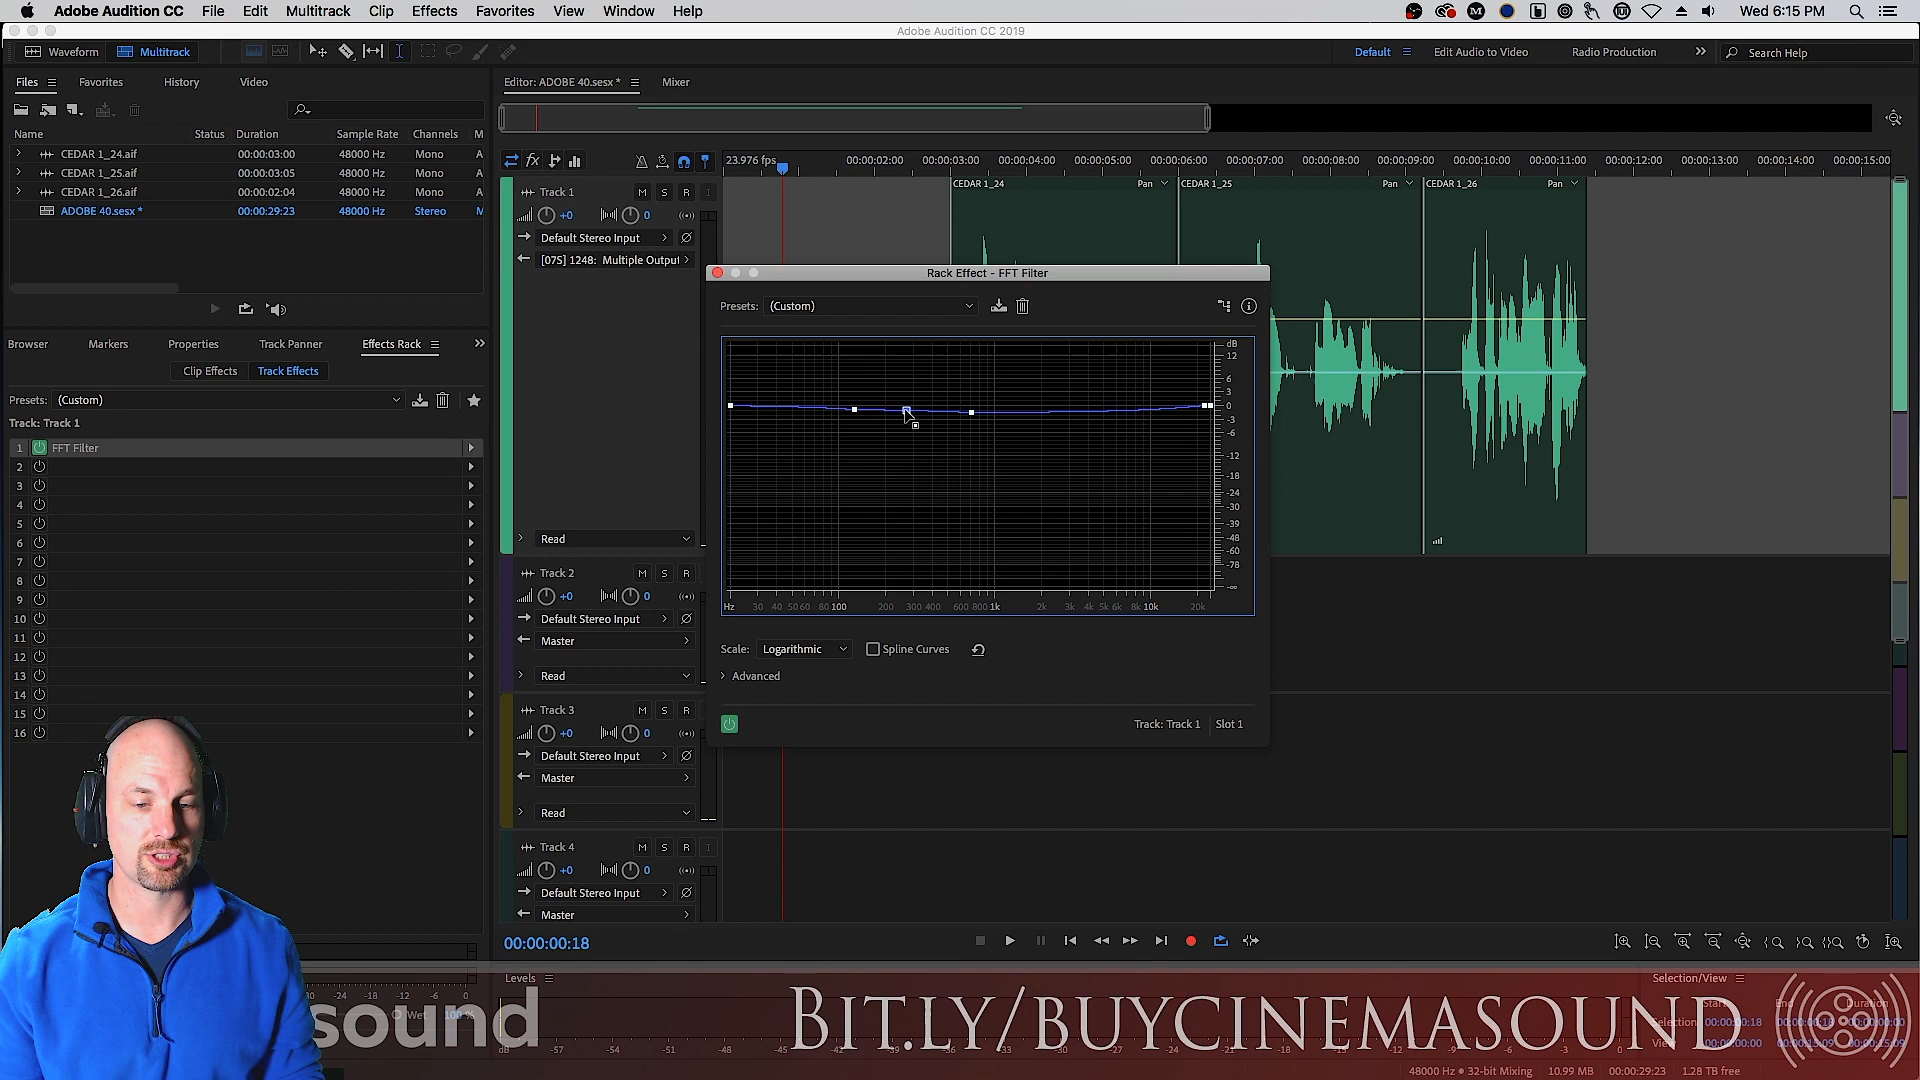 Adobe Audition CC File Edit Multitrack Clip Effects Favorites View Window Help Wed 6:15 PM
Adobe Audition CC 2019
Waveform Multitrack Default Edit Audio to Video Radio Production Search Help
Files Favorites History Video Editor: ADOBE 40.sesx * Mixer
Name Status Duration Sample Rate Channels M
CEDAR 1_24.aif 00:00:03:00 48000 Hz Mono A
CEDAR 1_25.aif 00:00:03:05 48000 Hz Mono A
CEDAR 1_26.aif 00:00:02:04 48000 Hz Mono A
ADOBE 40.sesx * 00:00:29:23 48000 Hz Stereo M
23.976 fps 00:00:02:00 00:00:03:00 00:00:04:00 00:00:05:00 00:00:06:00 00:00:07:00 00:00:08:00 00:00:09:00 00:00:10:00 00:00:11:00 00:00:12:00 00:00:13:00 00:00:14:00 00:00:15:00
CEDAR 1_24 Pan CEDAR 1_25 Pan CEDAR 1_26 Pan
Track 1 M S R I
+0 0
Default Stereo Input
[07S] 1248: Multiple Output
Read
Browser Markers Properties Track Panner Effects Rack
Clip Effects Track Effects
Presets: (Custom)
Track: Track 1
1 FFT Filter
2
3
4
5
6
7
8
9
10
11
12
13
14
15
16
Rack Effect - FFT Filter
Presets: (Custom)
dB
12
6
3
0
-3
-6
-12
-18
-24
-30
-39
-48
-60
-78
-∞
Hz 30 40 50 60 80 100 200 300 400 600 800 1k 2k 3k 4k 5k 6k 8k 10k 20k
Scale: Logarithmic Spline Curves
Advanced
Track: Track 1 Slot 1
Track 2 M S R
+0 0
Default Stereo Input
Master
Read
Track 3 M S R
+0 0
Default Stereo Input
Master
Read
Track 4 M S R I
+0 0
Default Stereo Input
Master
00:00:00:18
Levels Selection/View
-24 -18 -12 -6 0
Wet 100 %
sound
BIT.LY/BUYCINEMASOUND
Start End Duration
Selection 00:00:00:18
dB -57 -54 -51 -48 -45 -42 -39
48000 Hz • 32-bit Mixing 10.99 MB 00:00:29:23 1.28 TB free